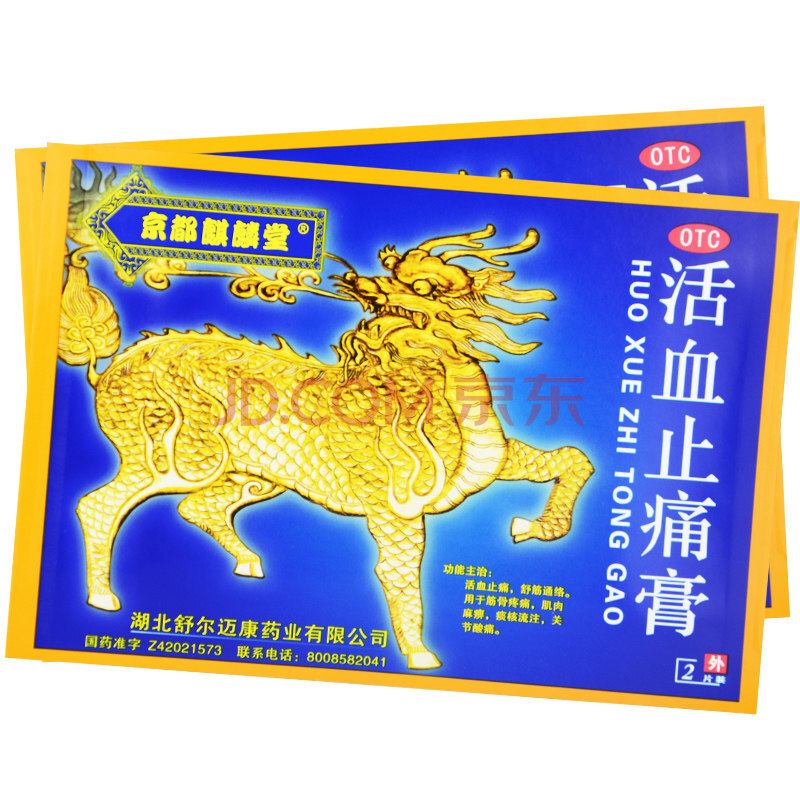 OTC
活
京都麒麟堂®
OTC
活血止痛膏
HUO XUE ZHI TONG GAO
JD.COM 京东
功能主治:
活血止痛，舒筋通络。
用于筋骨疼痛，肌肉
麻痹，痰核流注，关
节酸痛。
湖北舒尔迈康药业有限公司
国药准字 Z42021573 联系电话：8008582041
2 片装
外